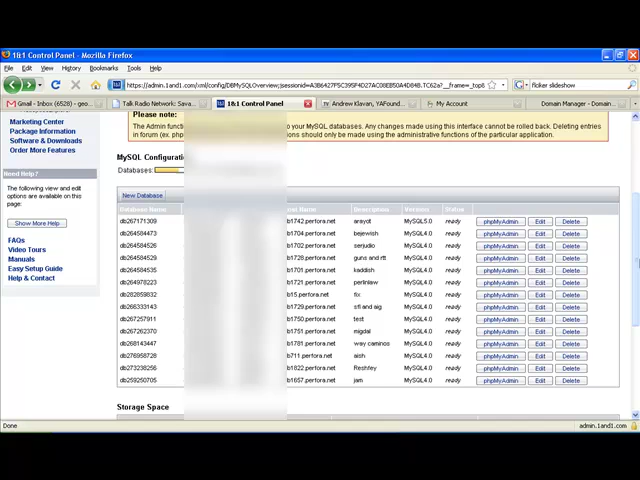 1&1 Control Panel - Mozilla Firefox
File Edit View History Bookmarks Tools Help
https://admin.1and1.com/xml/config/DBMySQLOverview;jsessionid=
flicker slideshow
Gmail - Inbox (6528) - geo...
Talk Radio Network: Sava...
1&1 Control Panel
Andrew Klavan, YAFound...
My Account
Domain Manager - Domain...
Marketing Center
Package Information
Software & Downloads
Order More Features
Need Help?
The following view and edit
options are available on this
page:
Show More Help
FAQs
Video Tours
Manuals
Easy Setup Guide
Help & Contact
Please note:
The Admin func to your MySQL databases. Any changes made using this interface cannot be rolled back. Deleting entries
in forum (ex. php tions should only be made using the administrative functions of the particular application.
MySQL Configurati
Databases:
New Database
Database Name Name Description Version Status
db267171309 b1742.perfora.net arayot MySQL5.0 ready phpMyAdmin Edit Delete
db264584473 b1704.perfora.net bejewish MySQL4.0 ready phpMyAdmin Edit Delete
db264584526 b1702.perfora.net serjudio MySQL4.0 ready phpMyAdmin Edit Delete
db264584529 b1728.perfora.net guns and rtt MySQL4.0 ready phpMyAdmin Edit Delete
db264584535 b1701.perfora.net kaddish MySQL4.0 ready phpMyAdmin Edit Delete
db264978223 b1721.perfora.net perlinlaw MySQL4.0 ready phpMyAdmin Edit Delete
db282859832 b15.perfora.net fix MySQL4.0 ready phpMyAdmin Edit Delete
db266333143 b1729.perfora.net sfi and aig MySQL4.0 ready phpMyAdmin Edit Delete
db267257911 b1750.perfora.net test MySQL4.0 ready phpMyAdmin Edit Delete
db267262370 b1751.perfora.net migdal MySQL4.0 ready phpMyAdmin Edit Delete
db268143447 b1781.perfora.net way caminos MySQL4.0 ready phpMyAdmin Edit Delete
db276958728 b711.perfora.net aish MySQL4.0 ready phpMyAdmin Edit Delete
db273238256 b1822.perfora.net Reshfey MySQL4.0 ready phpMyAdmin Edit Delete
db259250705 b1657.perfora.net jam MySQL4.0 ready phpMyAdmin Edit Delete
Storage Space
Done
admin.1and1.com